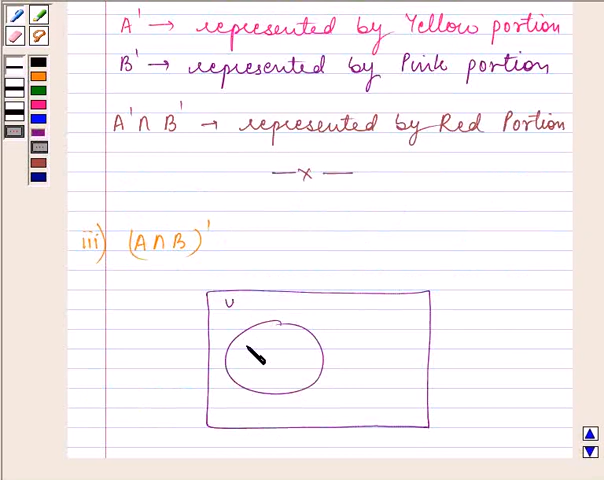 A' → represented by Yellow portion
B' → represented by Pink portion
A' ∩ B' → represented by Red Portion
— x —
iii) (A ∩ B)'
U